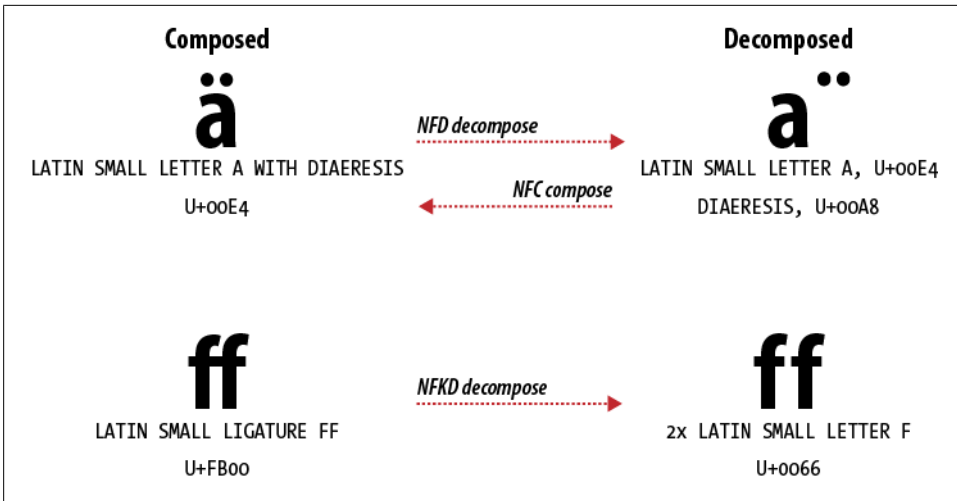 Composed
Decomposed
ä
a¨
NFD decompose
LATIN SMALL LETTER A WITH DIAERESIS
LATIN SMALL LETTER A, U+00E4
NFC compose
U+00E4
DIAERESIS, U+00A8
ff
ff
NFKD decompose
LATIN SMALL LIGATURE FF
2x LATIN SMALL LETTER F
U+FB00
U+0066